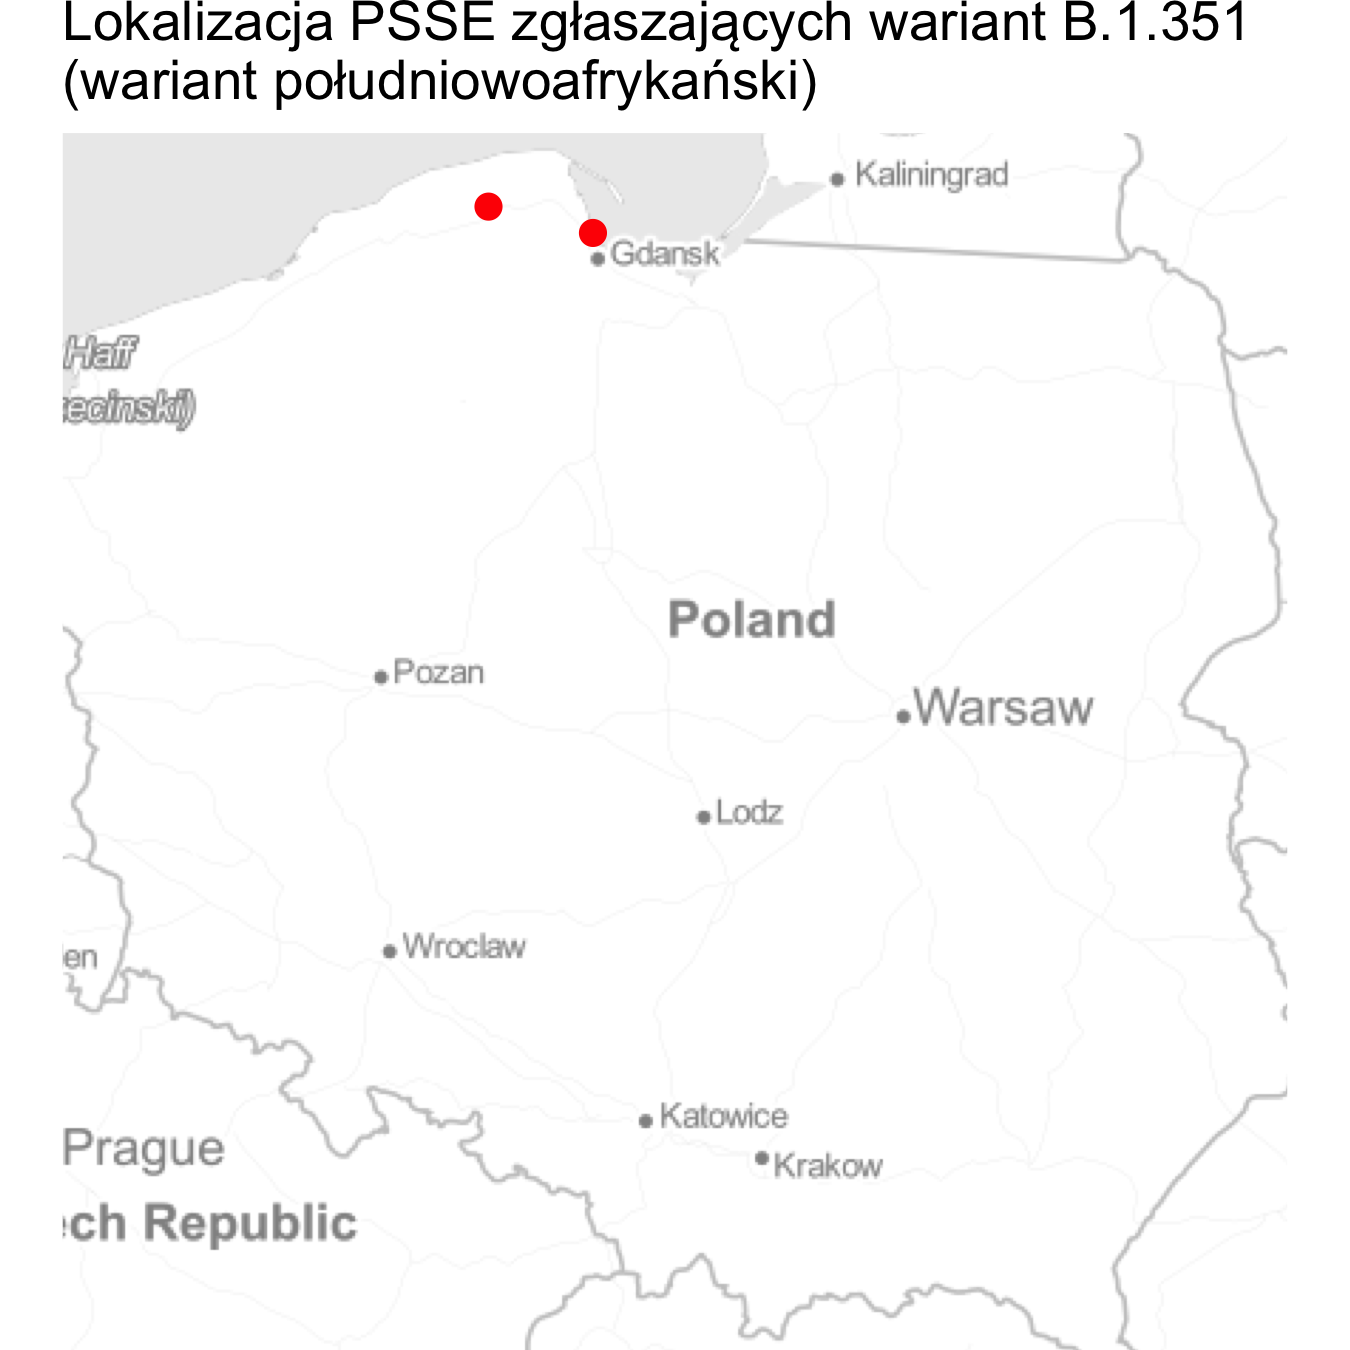 Lokalizacja PSSE zgłaszających wariant B.1.351
(wariant południowoafrykański)
Kaliningrad
Gdansk
Haff
zecinski)
Poland
Pozan
Warsaw
Lodz
Wroclaw
en
Katowice
Prague
Krakow
ech Republic